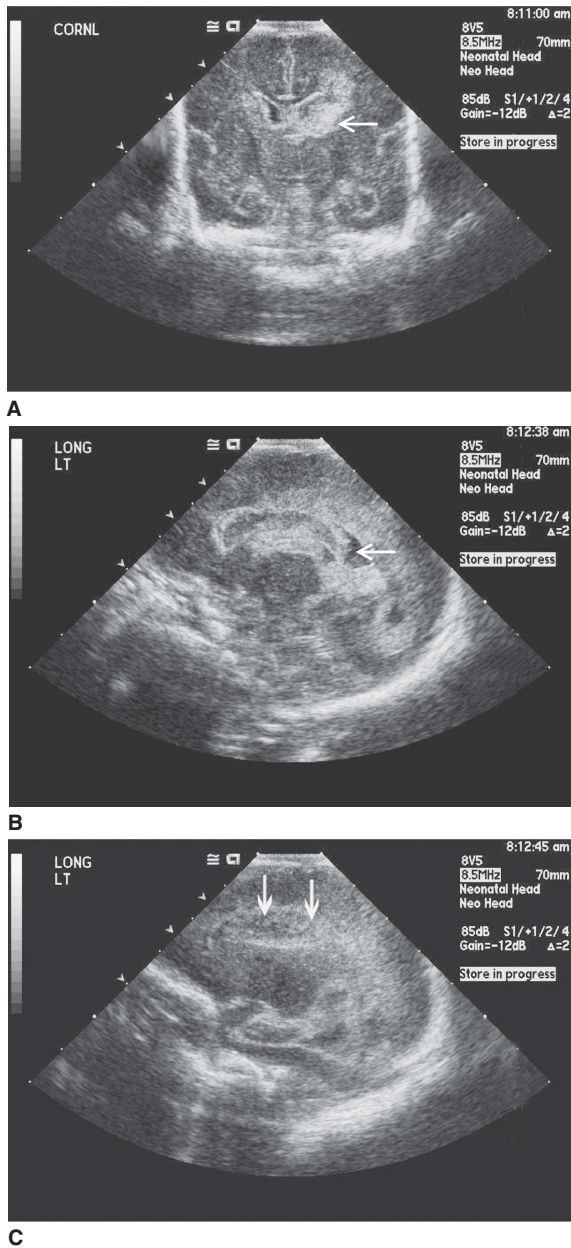 8:11:00 am
CORNL
8V5
8.5MHz 70mm
Neonatal Head
Neo Head
85dB S1/+1/2/4
Gain=-12dB Δ=2
Store in progress
A
8:12:38 am
LONG
LT
8V5
8.5MHz 70mm
Neonatal Head
Neo Head
85dB S1/+1/2/4
Gain=-12dB Δ=2
Store in progress
B
8:12:45 am
LONG
LT
8V5
8.5MHz 70mm
Neonatal Head
Neo Head
85dB S1/+1/2/4
Gain=-12dB Δ=2
Store in progress
C